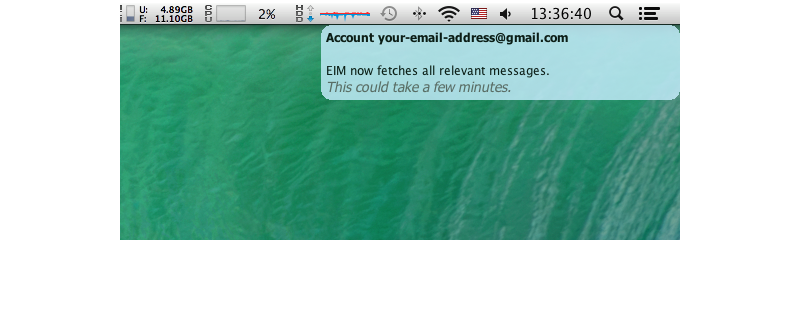 U: 4.89GB
F: 11.10GB
CPU
2%
HDD
13:36:40
Account your-email-address@gmail.com
EIM now fetches all relevant messages.
This could take a few minutes.